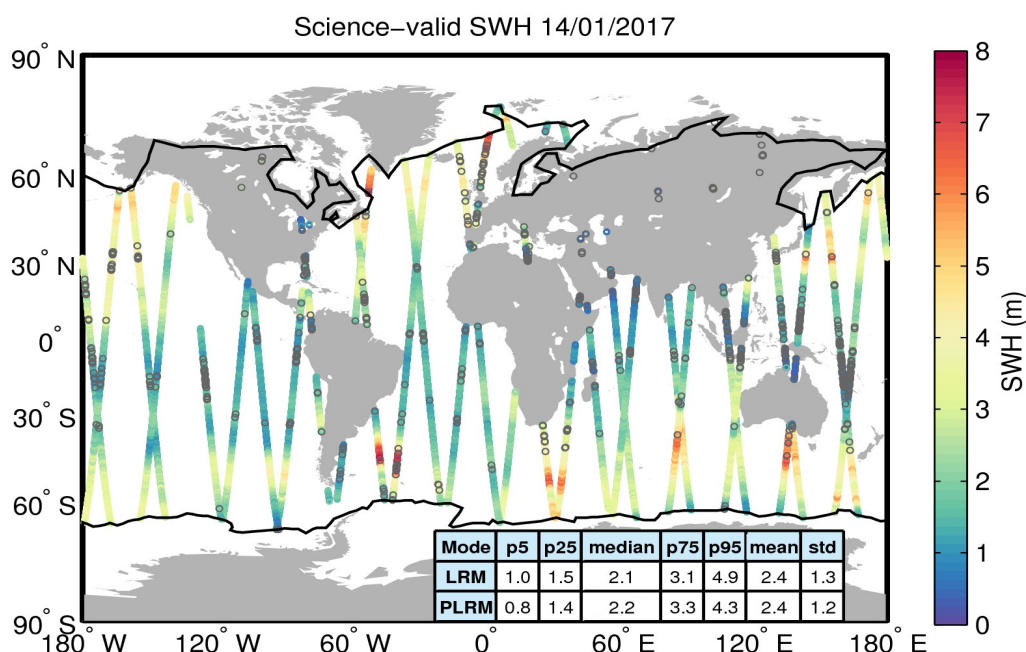 Science−valid SWH 14/01/2017
90° N
60° N
30° N
0°
30° S
60° S
90° S
180° W
120° W
60° W
0°
60° E
120° E
180° E
8
7
6
5
4
3
2
1
0
SWH (m)
Mode p5 p25 median p75 p95 mean std
LRM 1.0 1.5 2.1 3.1 4.9 2.4 1.3
PLRM 0.8 1.4 2.2 3.3 4.3 2.4 1.2